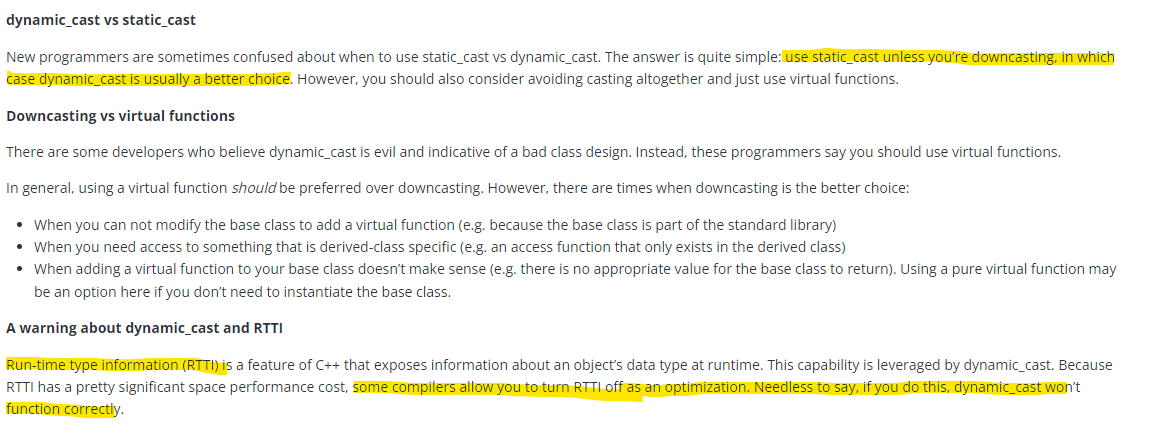 dynamic_cast vs static_cast
New programmers are sometimes confused about when to use static_cast vs dynamic_cast. The answer is quite simple: use static_cast unless you're downcasting, in which
case dynamic_cast is usually a better choice. However, you should also consider avoiding casting altogether and just use virtual functions.
Downcasting vs virtual functions
There are some developers who believe dynamic_cast is evil and indicative of a bad class design. Instead, these programmers say you should use virtual functions.
In general, using a virtual function should be preferred over downcasting. However, there are times when downcasting is the better choice:
• When you can not modify the base class to add a virtual function (e.g. because the base class is part of the standard library)
• When you need access to something that is derived-class specific (e.g. an access function that only exists in the derived class)
• When adding a virtual function to your base class doesn't make sense (e.g. there is no appropriate value for the base class to return). Using a pure virtual function may
be an option here if you don't need to instantiate the base class.
A warning about dynamic_cast and RTTI
Run-time type information (RTTI) is a feature of C++ that exposes information about an object's data type at runtime. This capability is leveraged by dynamic_cast. Because
RTTI has a pretty significant space performance cost, some compilers allow you to turn RTTI off as an optimization. Needless to say, if you do this, dynamic_cast won't
function correctly.